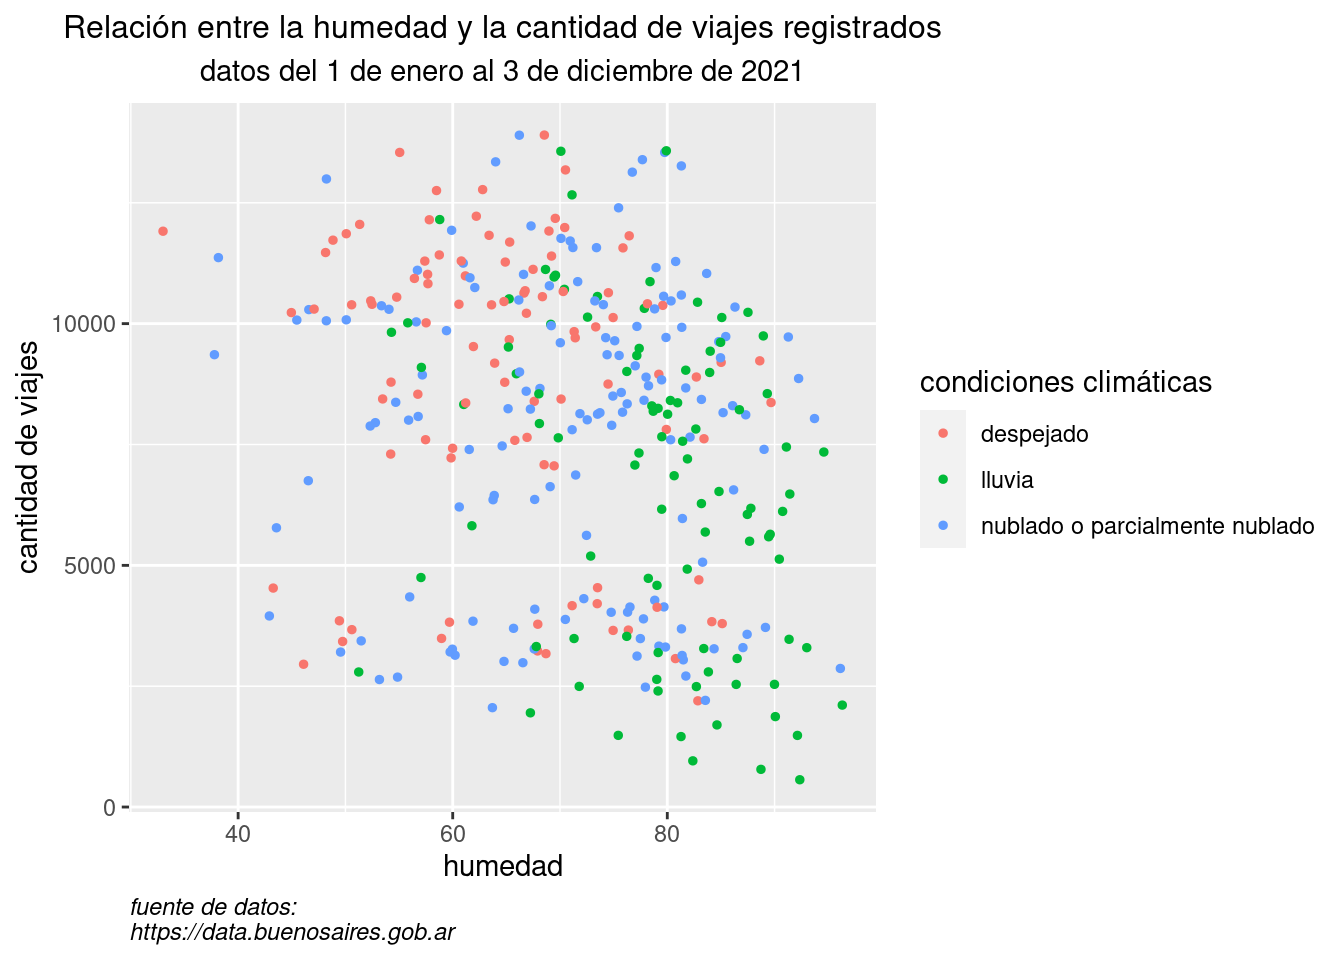 Relación entre la humedad y la cantidad de viajes registrados
datos del 1 de enero al 3 de diciembre de 2021
cantidad de viajes
10000
5000
0
40
60
80
humedad
condiciones climáticas
despejado
lluvia
nublado o parcialmente nublado
fuente de datos:
https://data.buenosaires.gob.ar